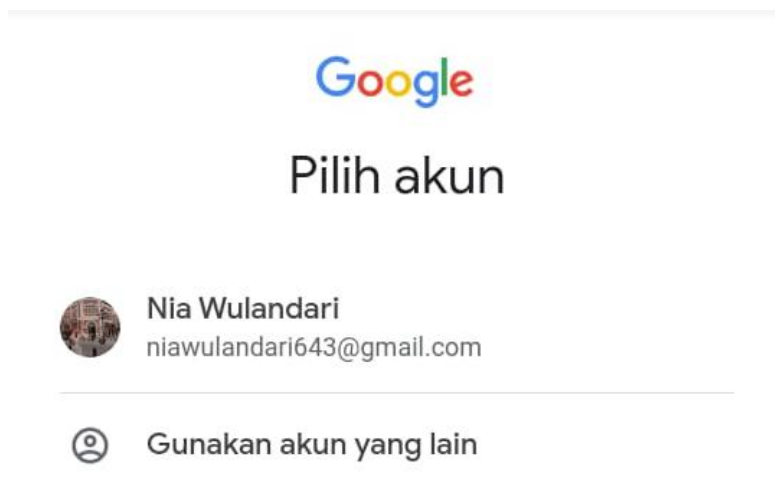 Google
Pilih akun
Nia Wulandari
niawulandari643@gmail.com
Gunakan akun yang lain